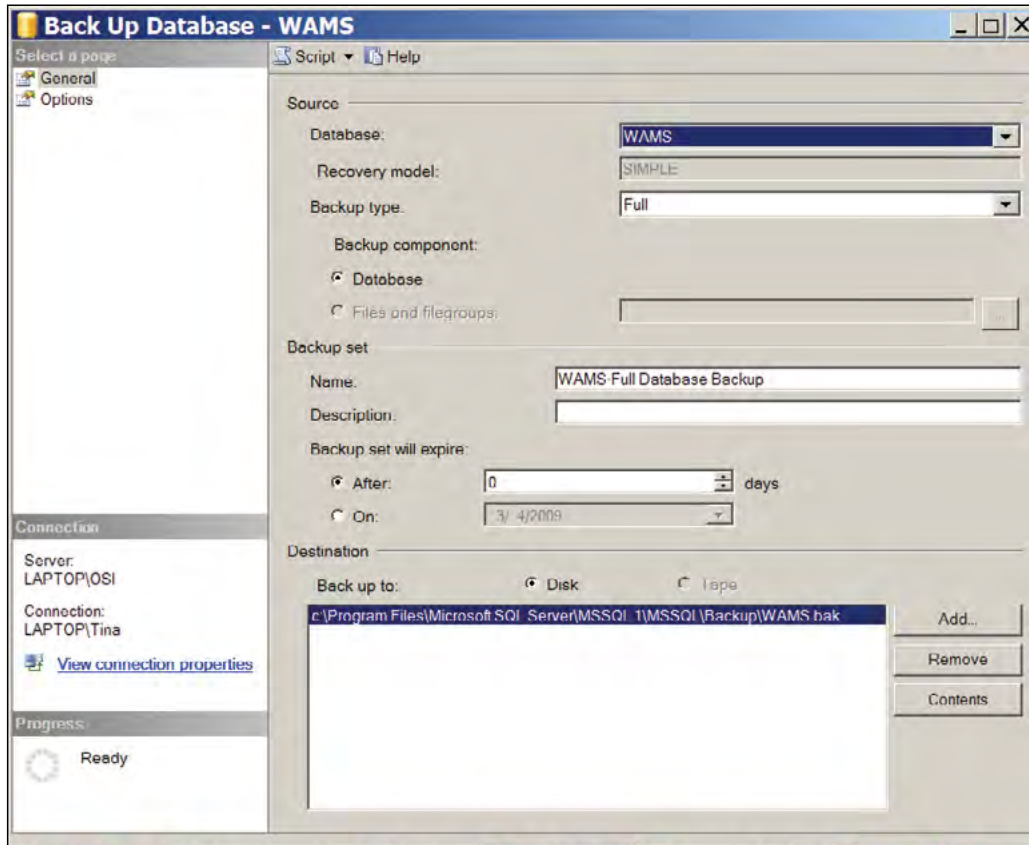 Back Up Database - WAMS
Select a page
General
Options
Script Help
Source
Database: WAMS
Recovery model: SIMPLE
Backup type: Full
Backup component:
Database
Files and filegroups: ...
Backup set
Name: WAMS-Full Database Backup
Description:
Backup set will expire:
After: 0 days
On: 3/ 4/2009
Destination
Back up to: Disk Tape
c:\Program Files\Microsoft SQL Server\MSSQL.1\MSSQL\Backup\WAMS.bak
Add...
Remove
Contents
Connection
Server:
LAPTOP\OSI
Connection:
LAPTOP\Tina
View connection properties
Progress
Ready